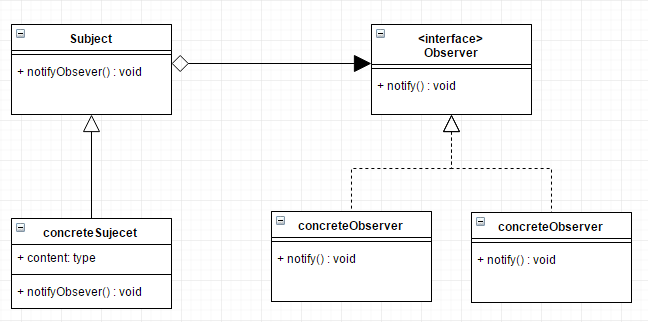 Subject
+ notifyObsever() : void
<interface>
Observer
+ notify() : void
concreteSujecet
+ content: type
+ notifyObsever() : void
concreteObserver
+ notify() : void
concreteObserver
+ notify() : void